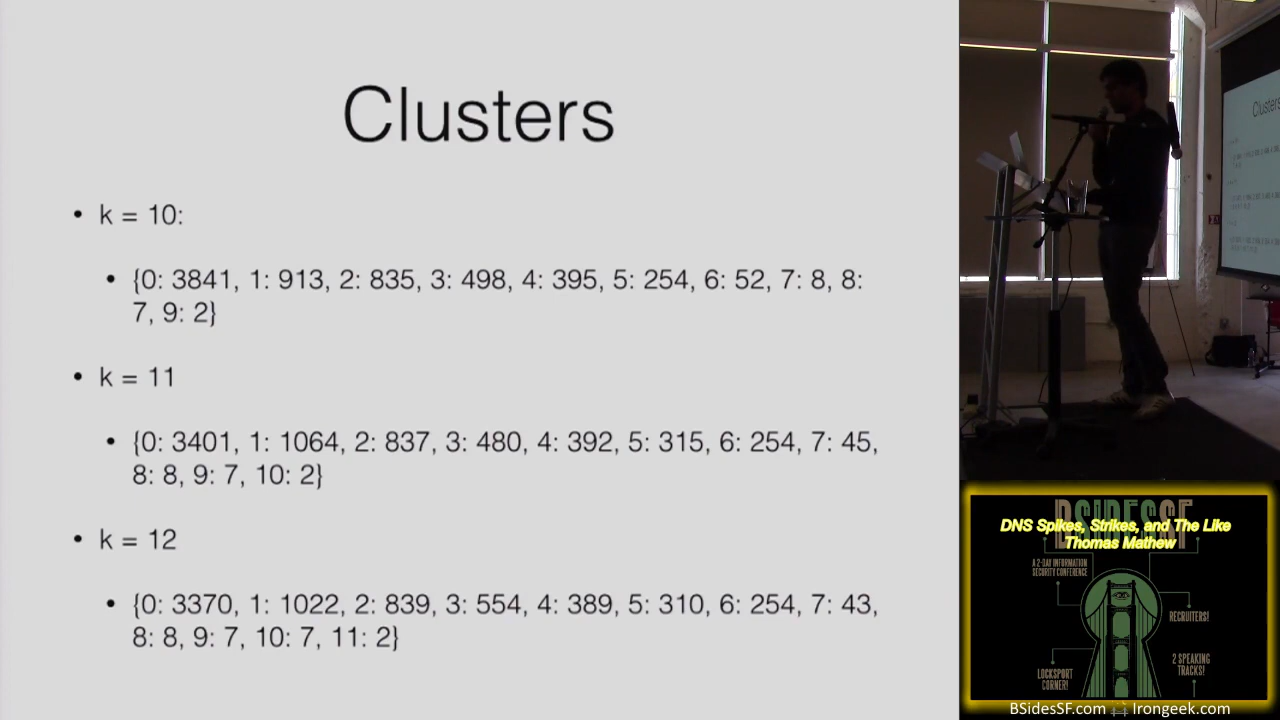 Clusters
• k = 10:
• {0: 3841, 1: 913, 2: 835, 3: 498, 4: 395, 5: 254, 6: 52, 7: 8, 8:
7, 9: 2}
• k = 11
• {0: 3401, 1: 1064, 2: 837, 3: 480, 4: 392, 5: 315, 6: 254, 7: 45,
8: 8, 9: 7, 10: 2}
• k = 12
• {0: 3370, 1: 1022, 2: 839, 3: 554, 4: 389, 5: 310, 6: 254, 7: 43,
8: 8, 9: 7, 10: 7, 11: 2}
Clusters
BSIDESSF
DNS Spikes, Strikes, and The Like
Thomas Mathew
A 2-DAY INFORMATION
SECURITY CONFERENCE
RECRUITERS!
LOCKSPORT
CORNER!
2 SPEAKING
TRACKS!
BSidesSF.com Irongeek.com